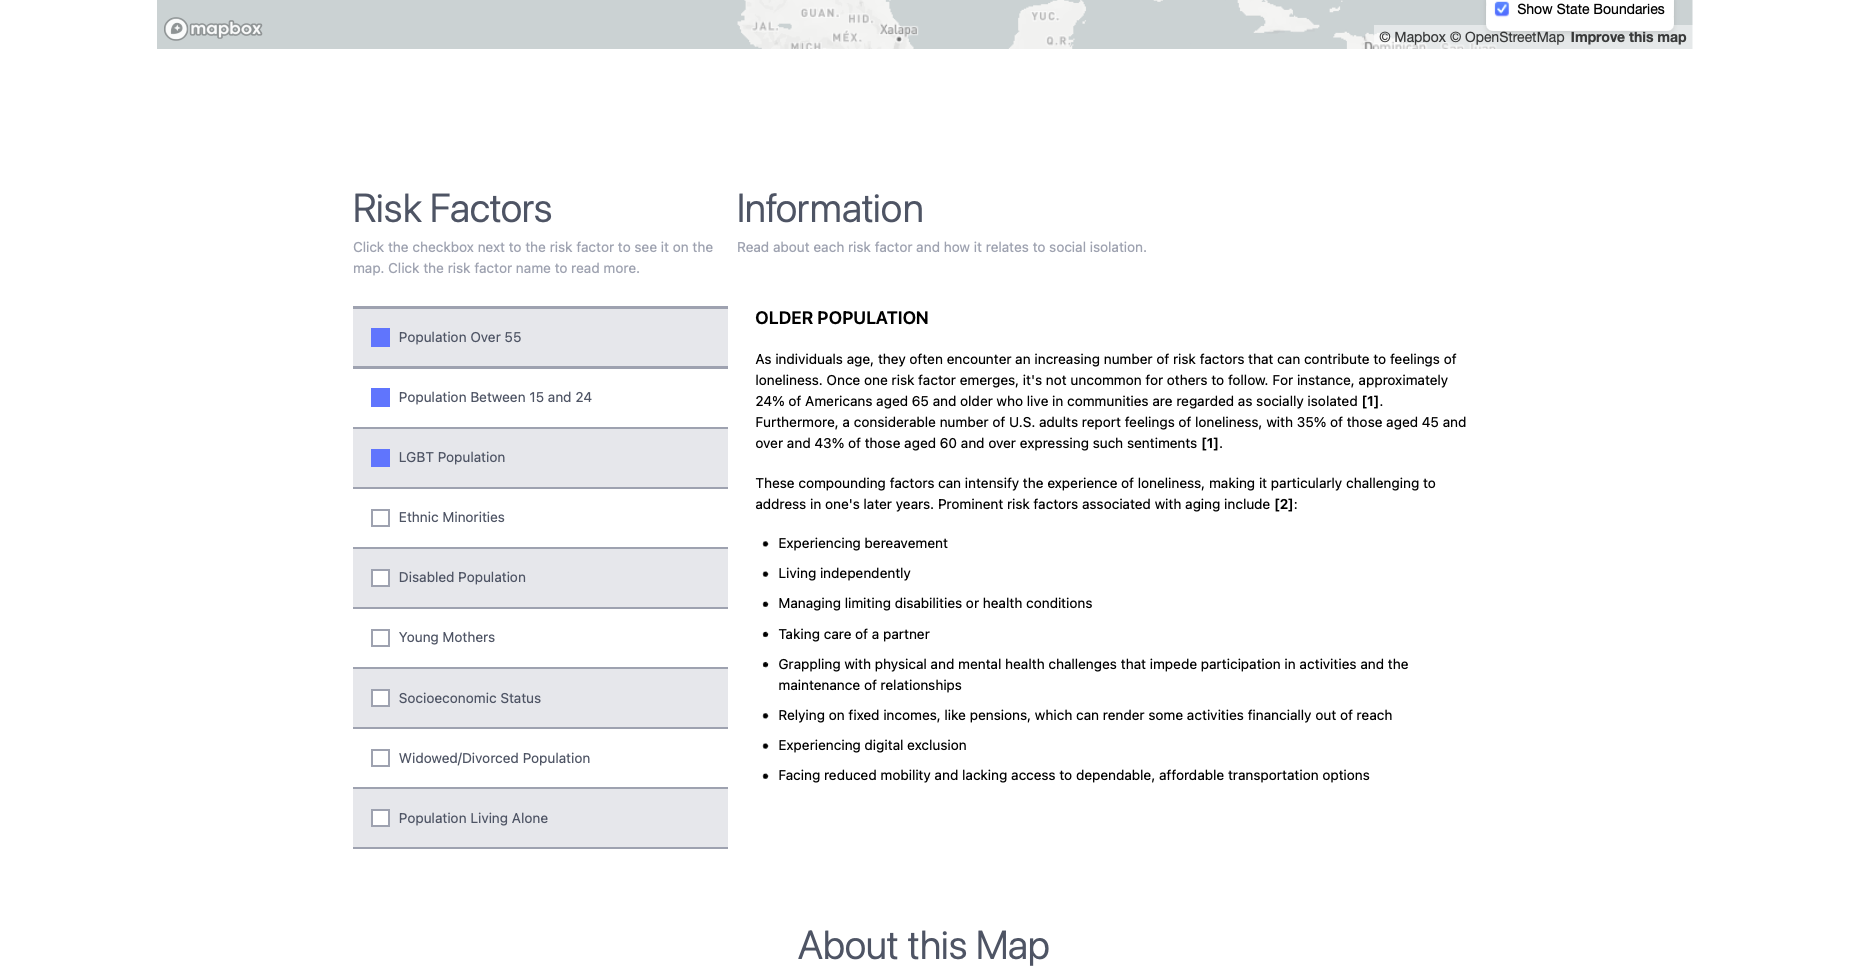 GUAN.
HID.
JAL.
MÉX.
MICH.
Xalapa
YUC.
Q.R.
mapbox
Show State Boundaries
Dominican
San Juan
© Mapbox © OpenStreetMap Improve this map
Risk Factors
Click the checkbox next to the risk factor to see it on the
map. Click the risk factor name to read more.
Population Over 55
Population Between 15 and 24
LGBT Population
Ethnic Minorities
Disabled Population
Young Mothers
Socioeconomic Status
Widowed/Divorced Population
Population Living Alone
Information
Read about each risk factor and how it relates to social isolation.
OLDER POPULATION
As individuals age, they often encounter an increasing number of risk factors that can contribute to feelings of
loneliness. Once one risk factor emerges, it's not uncommon for others to follow. For instance, approximately
24% of Americans aged 65 and older who live in communities are regarded as socially isolated [1].
Furthermore, a considerable number of U.S. adults report feelings of loneliness, with 35% of those aged 45 and
over and 43% of those aged 60 and over expressing such sentiments [1].
These compounding factors can intensify the experience of loneliness, making it particularly challenging to
address in one's later years. Prominent risk factors associated with aging include [2]:
• Experiencing bereavement
• Living independently
• Managing limiting disabilities or health conditions
• Taking care of a partner
• Grappling with physical and mental health challenges that impede participation in activities and the
maintenance of relationships
• Relying on fixed incomes, like pensions, which can render some activities financially out of reach
• Experiencing digital exclusion
• Facing reduced mobility and lacking access to dependable, affordable transportation options
About this Map